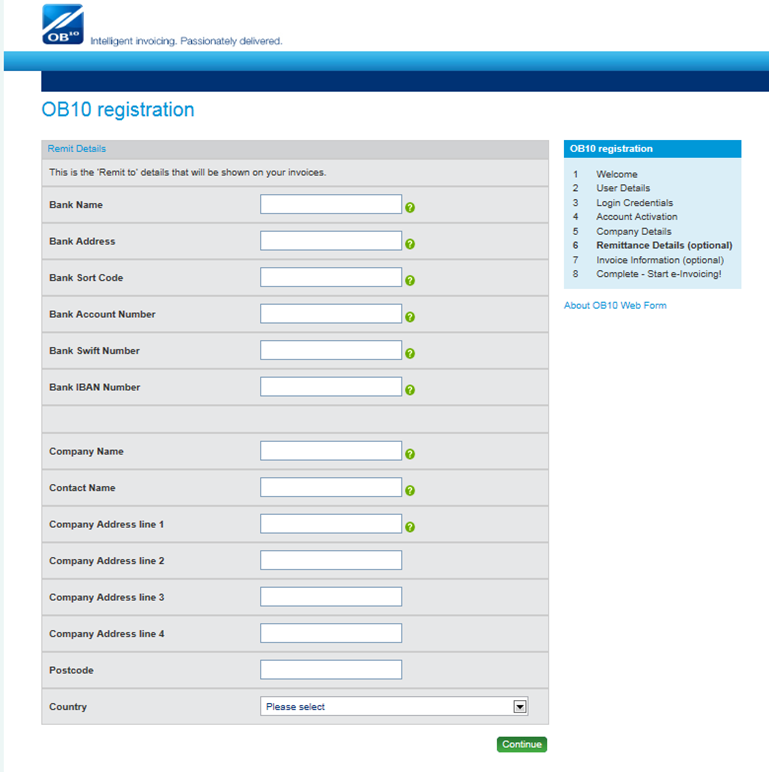 OB10
Intelligent invoicing. Passionately delivered.
OB10 registration
Remit Details
This is the 'Remit to' details that will be shown on your invoices.
Bank Name
?
Bank Address
?
Bank Sort Code
?
Bank Account Number
?
Bank Swift Number
?
Bank IBAN Number
?
Company Name
?
Contact Name
?
Company Address line 1
?
Company Address line 2
Company Address line 3
Company Address line 4
Postcode
Country Please select
Continue
OB10 registration
1 Welcome
2 User Details
3 Login Credentials
4 Account Activation
5 Company Details
6 Remittance Details (optional)
7 Invoice Information (optional)
8 Complete - Start e-Invoicing!
About OB10 Web Form